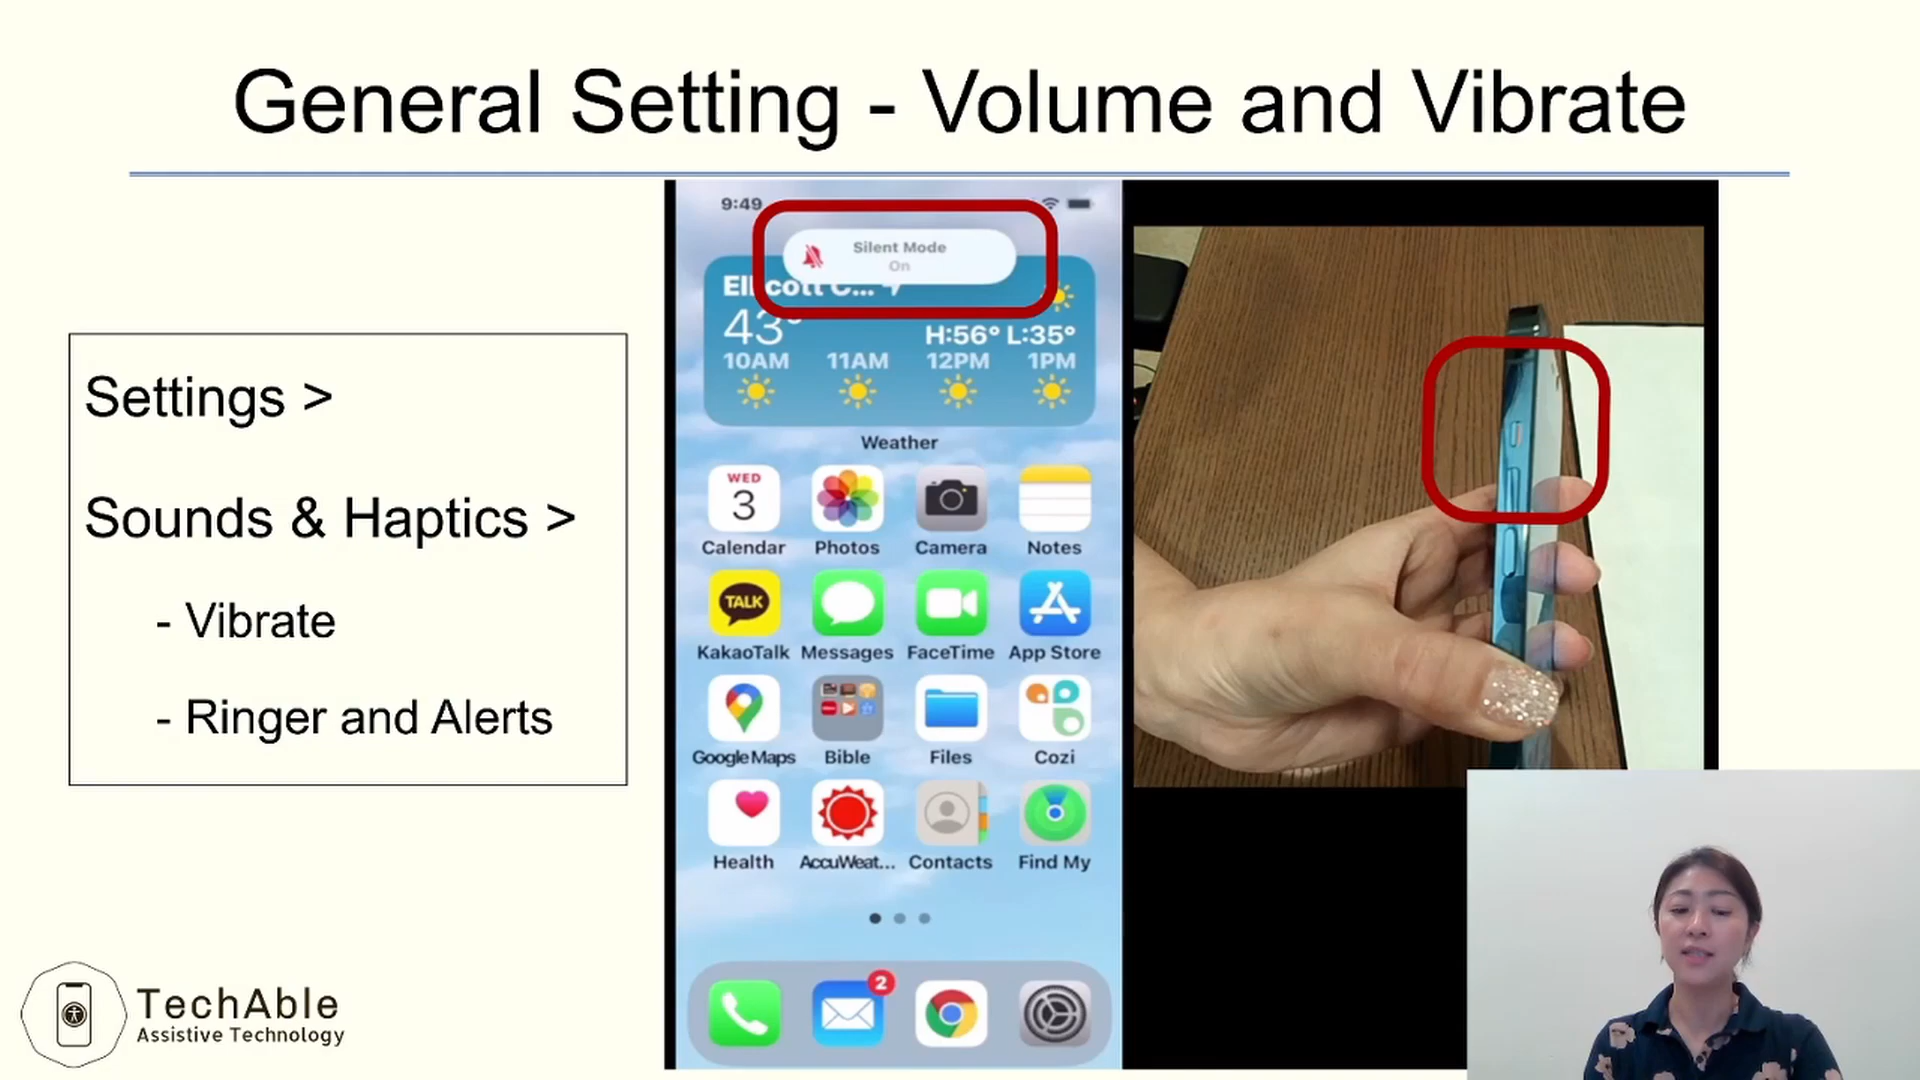 General Setting - Volume and Vibrate
Settings >
Sounds & Haptics >
- Vibrate
- Ringer and Alerts
9:49
Silent Mode
On
43°
H:56° L:35°
10AM 11AM 12PM 1PM
Weather
WED
3
Calendar Photos Camera Notes
TALK
KakaoTalk Messages FaceTime App Store
Google Maps Bible Files Cozi
Health AccuWeat... Contacts Find My
2
TechAble
Assistive Technology